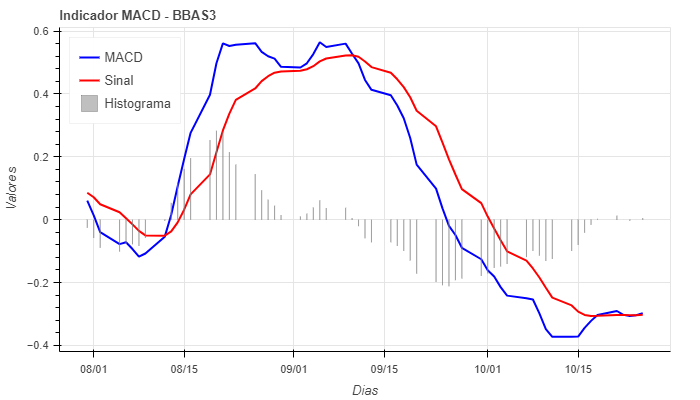 Indicador MACD - BBAS3
MACD
Sinal
Histograma
0.6
0.4
0.2
0
−0.2
−0.4
Valores
08/01 08/15 09/01 09/15 10/01 10/15
Dias